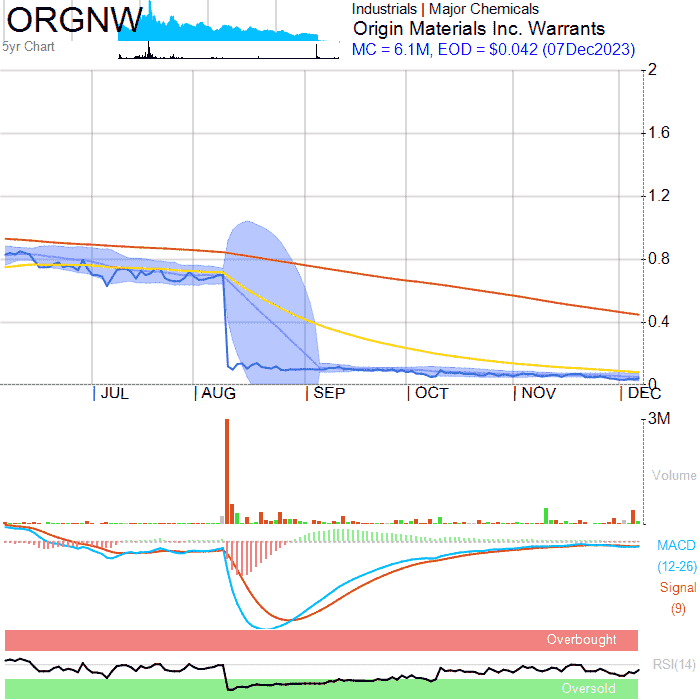 ORGNW
5yr Chart
Industrials | Major Chemicals
Origin Materials Inc. Warrants
MC = 6.1M, EOD = $0.042 (07Dec2023)
2
1.6
1.2
0.8
0.4
0
| JUL | AUG | SEP | OCT | NOV | DEC
3M
Volume
MACD
(12-26)
Signal
(9)
Overbought
RSI(14)
Oversold